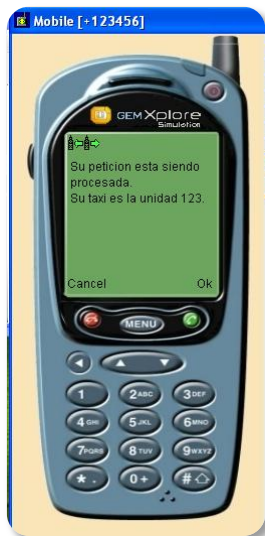 Mobile [+123456]
GEMXplore
Simulation
Su peticion esta siendo
procesada.
Su taxi es la unidad 123.
Cancel Ok
MENU
1 2ABC 3DEF
4GHI 5JKL 6MNO
7PQRS 8TUV 9WXYZ
* . 0+ #